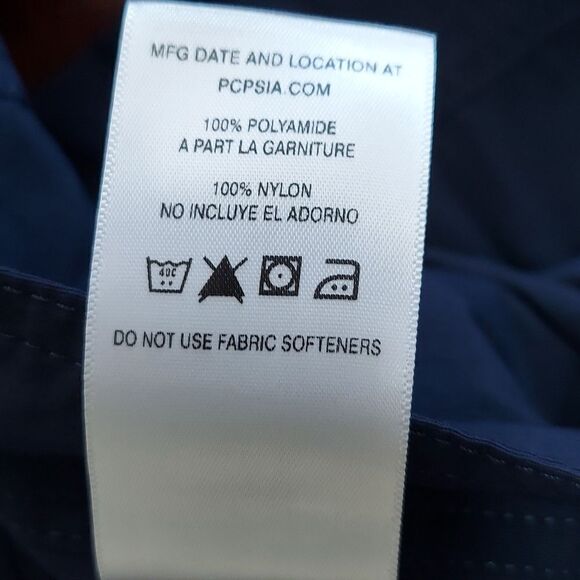 MFG DATE AND LOCATION AT
PCPSIA.COM
100% POLYAMIDE
A PART LA GARNITURE
100% NYLON
NO INCLUYE EL ADORNO
40C
DO NOT USE FABRIC SOFTENERS